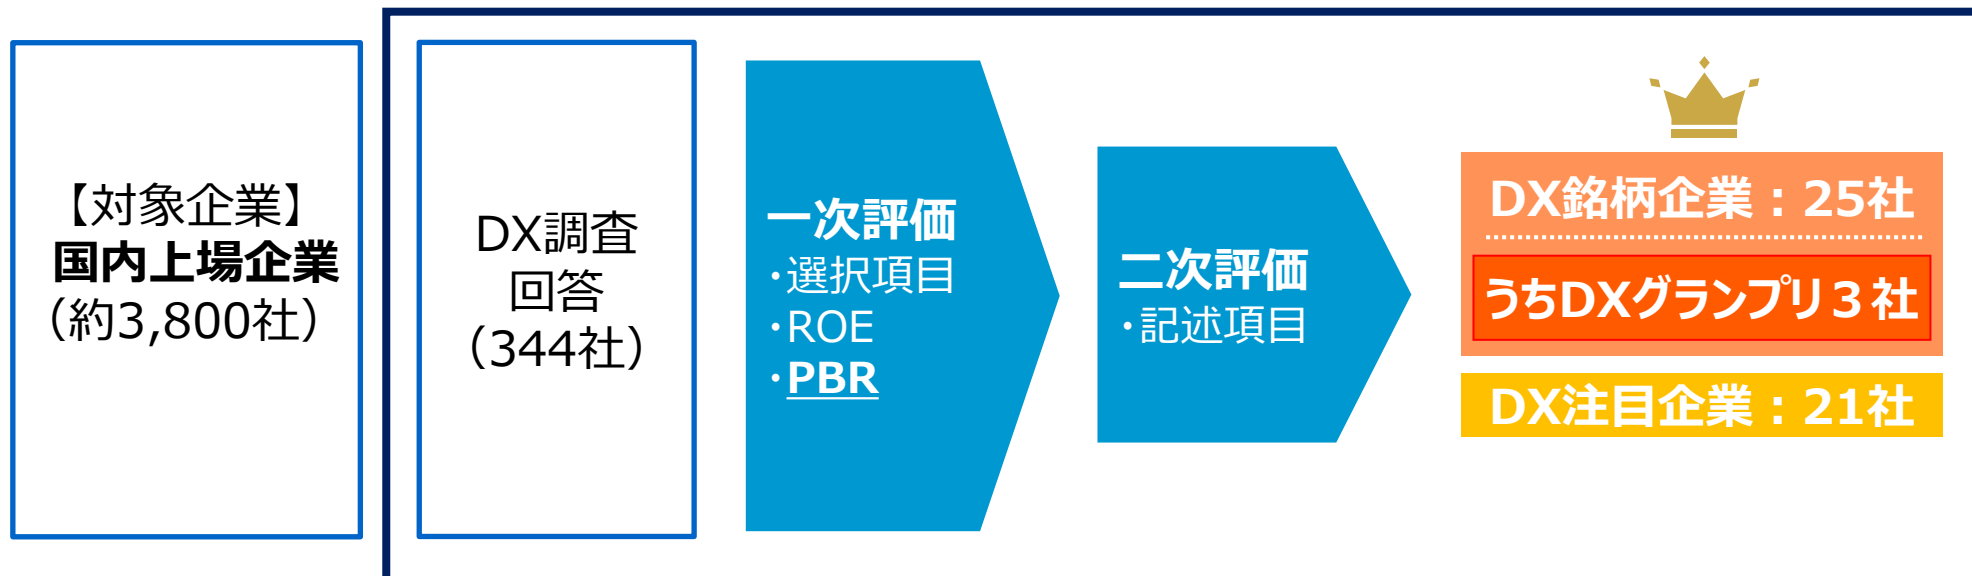 【対象企業】
国内上場企業
（約3,800社）
DX調査
回答
（344社）
一次評価
・選択項目
・ROE
・PBR
二次評価
・記述項目
DX銘柄企業：25社
うちDXグランプリ３社
DX注目企業：21社